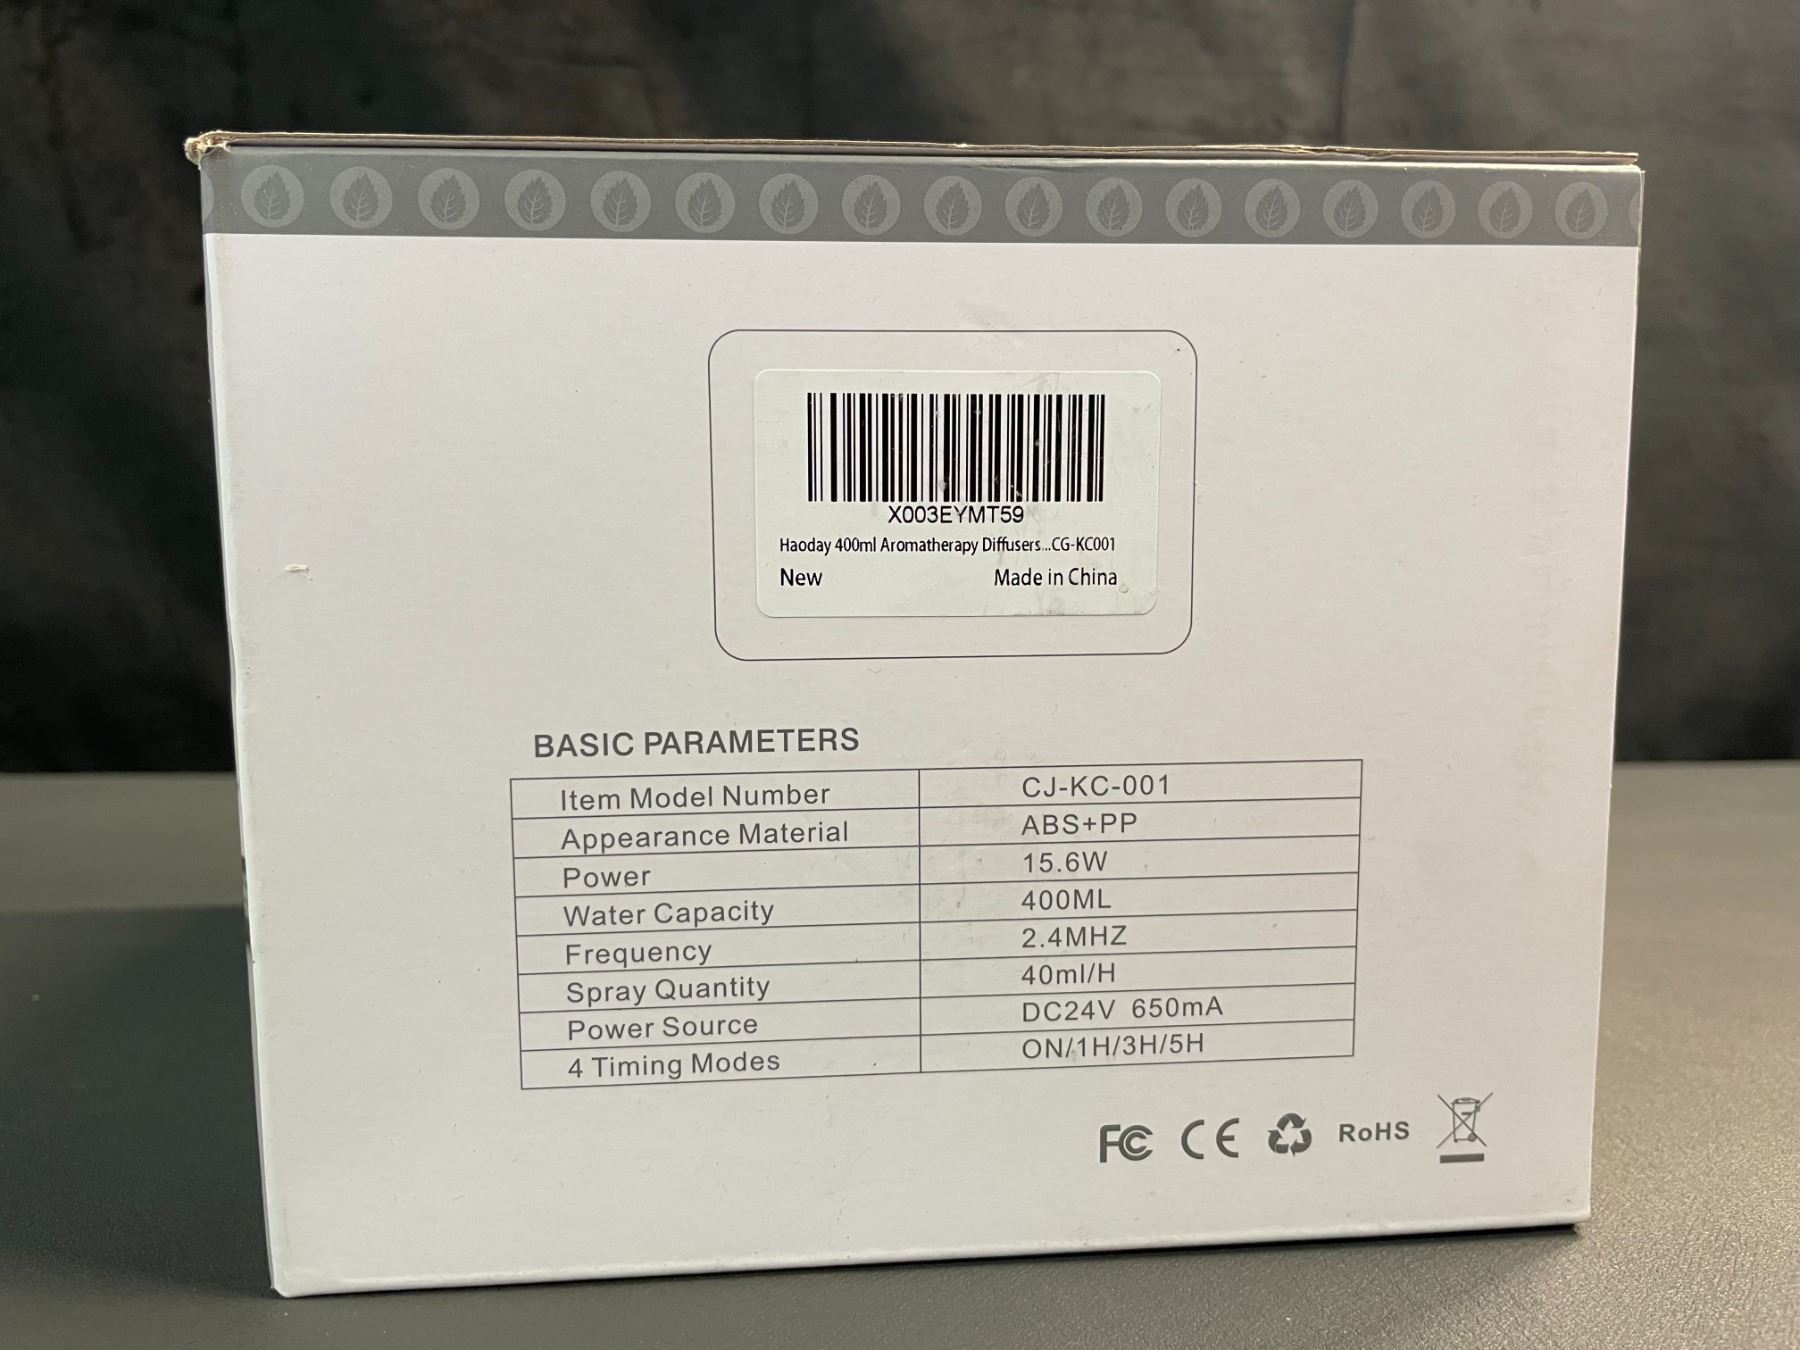 X003EYMT59
Haoday 400ml Aromatherapy Diffusers...CG-KC001
New Made in China
BASIC PARAMETERS
Item Model Number CJ-KC-001
Appearance Material ABS+PP
Power 15.6W
Water Capacity 400ML
Frequency 2.4MHZ
Spray Quantity 40ml/H
Power Source DC24V 650mA
4 Timing Modes ON/1H/3H/5H
FC CE RoHS